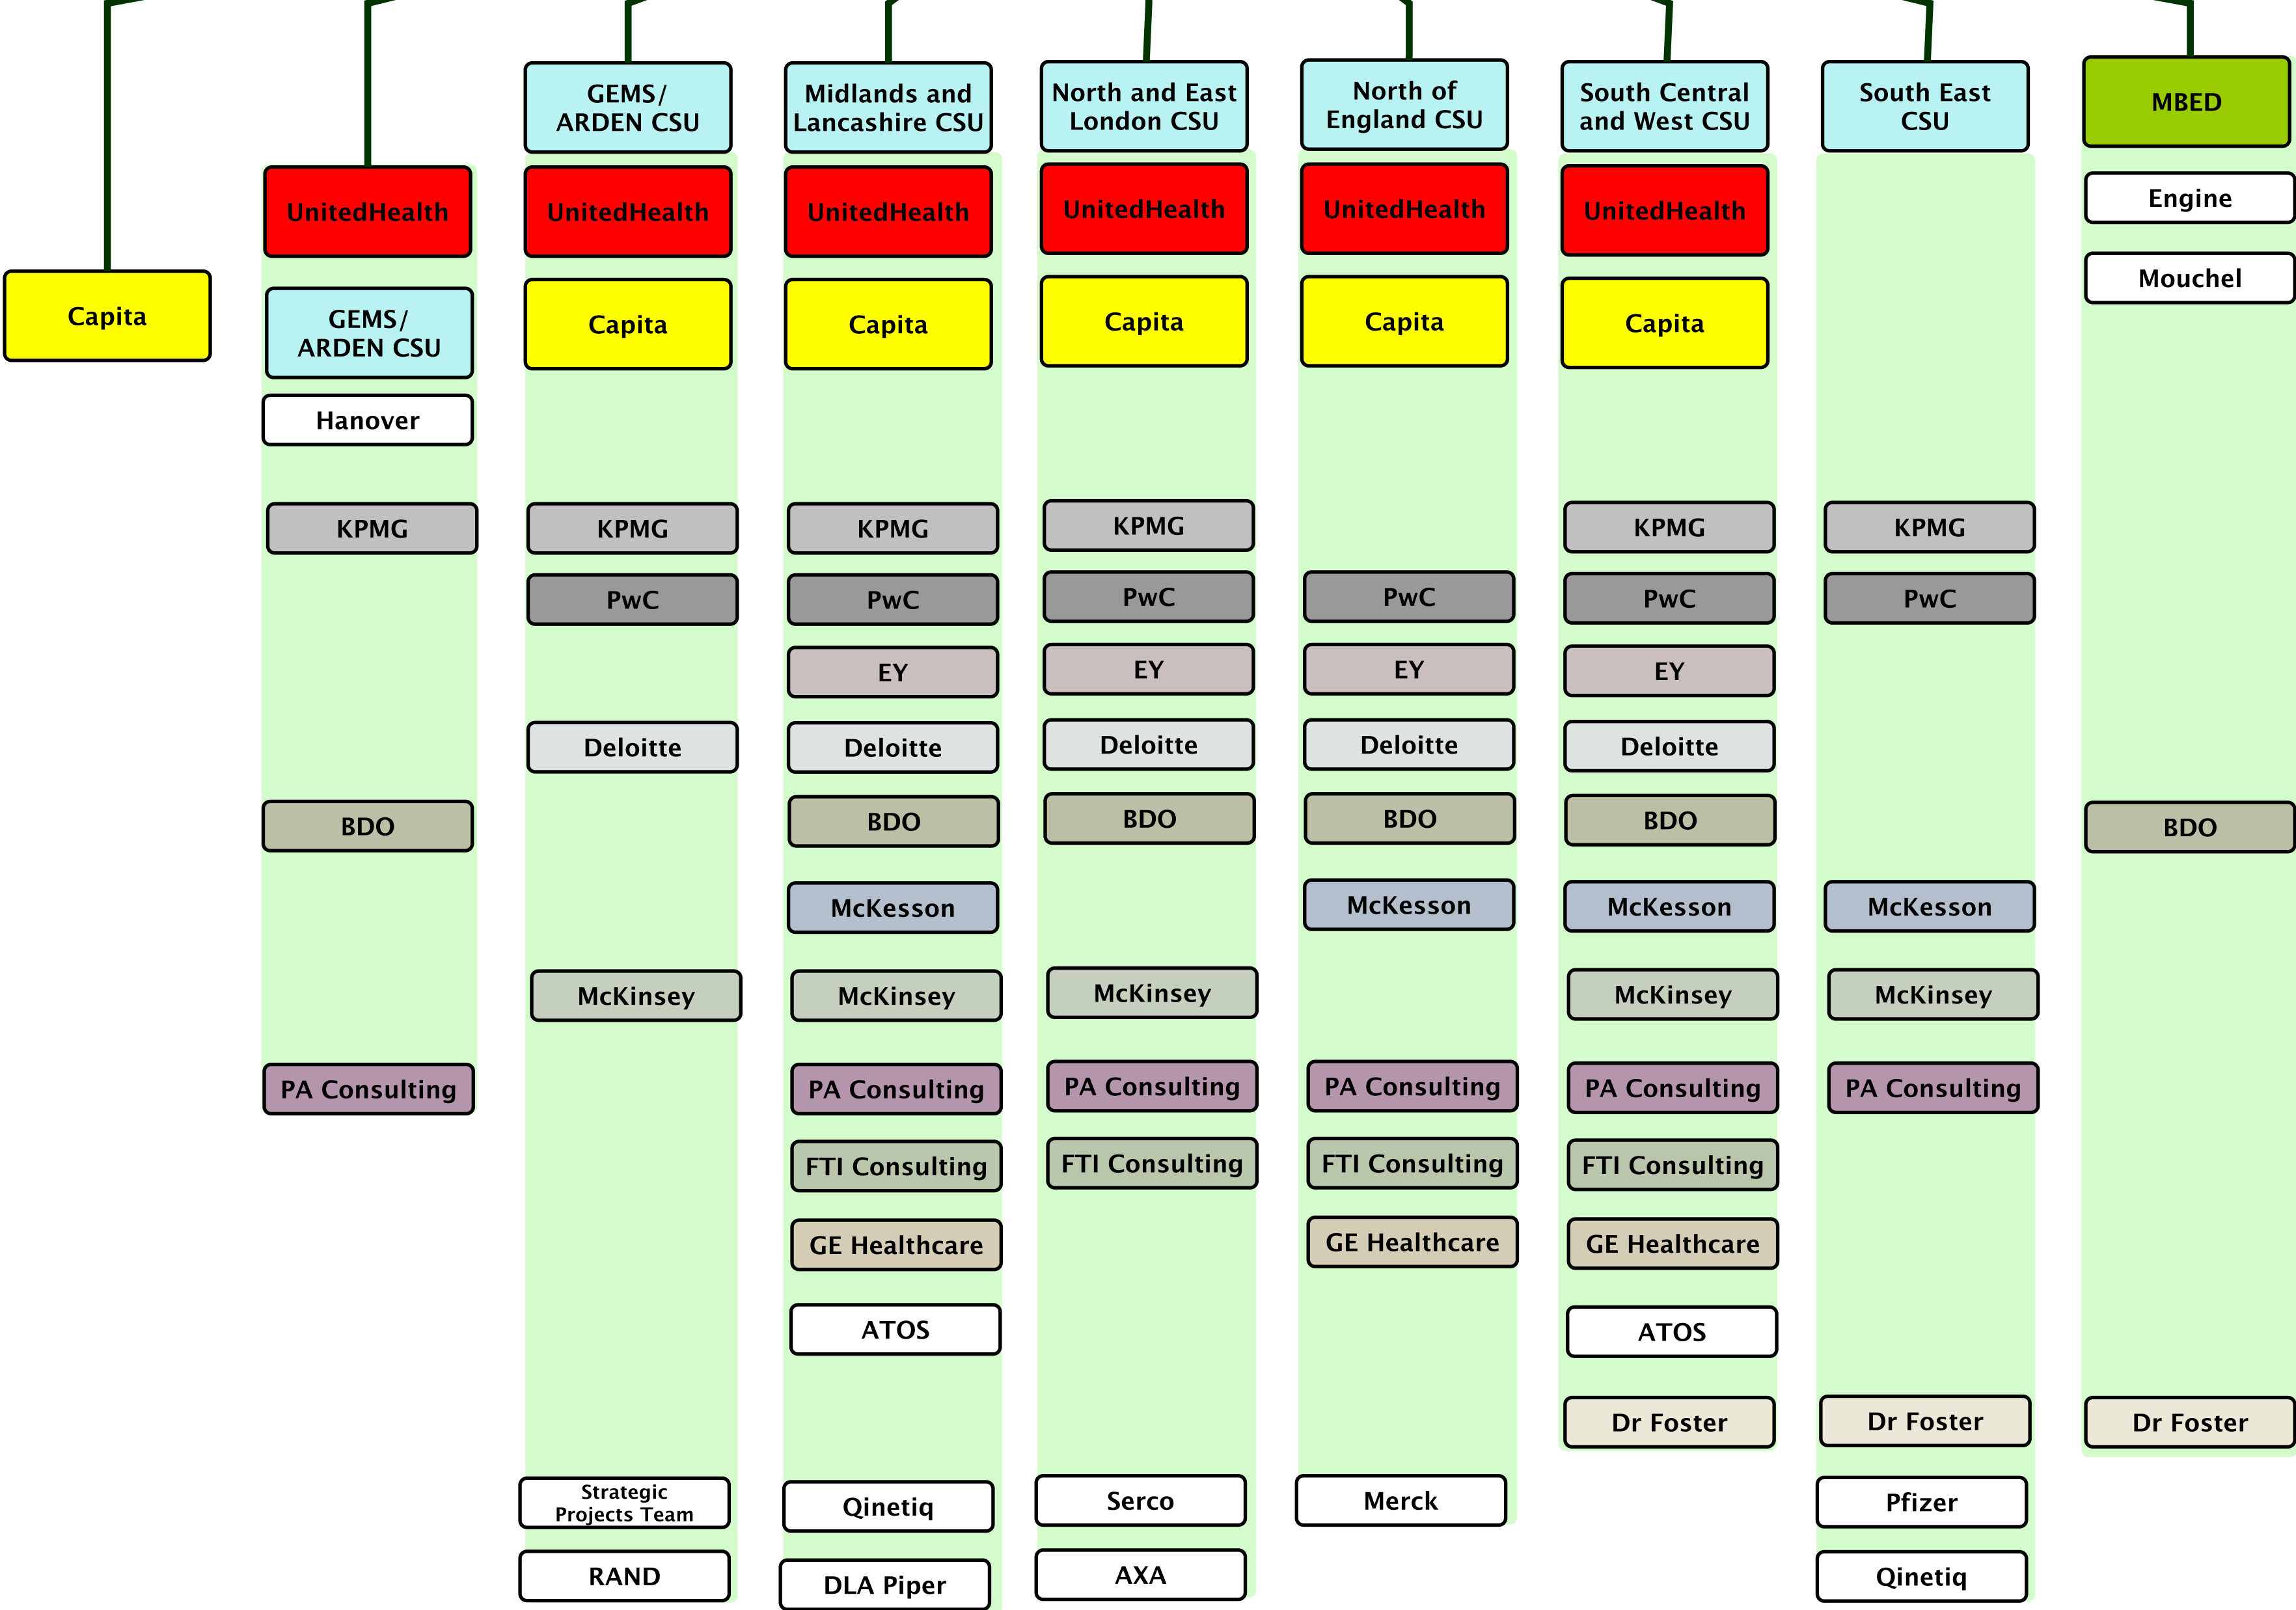 Capita
UnitedHealth
GEMS/
ARDEN CSU
Hanover
KPMG
BDO
PA Consulting
GEMS/
ARDEN CSU
UnitedHealth
Capita
KPMG
PwC
Deloitte
McKinsey
Strategic
Projects Team
RAND
Midlands and
Lancashire CSU
UnitedHealth
Capita
KPMG
PwC
EY
Deloitte
BDO
McKesson
McKinsey
PA Consulting
FTI Consulting
GE Healthcare
ATOS
Qinetiq
DLA Piper
North and East
London CSU
UnitedHealth
Capita
KPMG
PwC
EY
Deloitte
BDO
McKinsey
PA Consulting
FTI Consulting
Serco
AXA
North of
England CSU
UnitedHealth
Capita
PwC
EY
Deloitte
BDO
McKesson
PA Consulting
FTI Consulting
GE Healthcare
Merck
South Central
and West CSU
UnitedHealth
Capita
KPMG
PwC
EY
Deloitte
BDO
McKesson
McKinsey
PA Consulting
FTI Consulting
GE Healthcare
ATOS
Dr Foster
South East
CSU
KPMG
PwC
McKesson
McKinsey
PA Consulting
Dr Foster
Pfizer
Qinetiq
MBED
Engine
Mouchel
BDO
Dr Foster